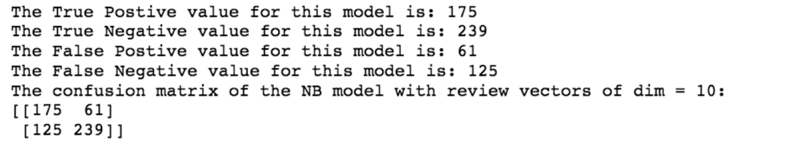 The True Postive value for this model is: 175
The True Negative value for this model is: 239
The False Postive value for this model is: 61
The False Negative value for this model is: 125
The confusion matrix of the NB model with review vectors of dim = 10:
[[175  61]
 [125 239]]